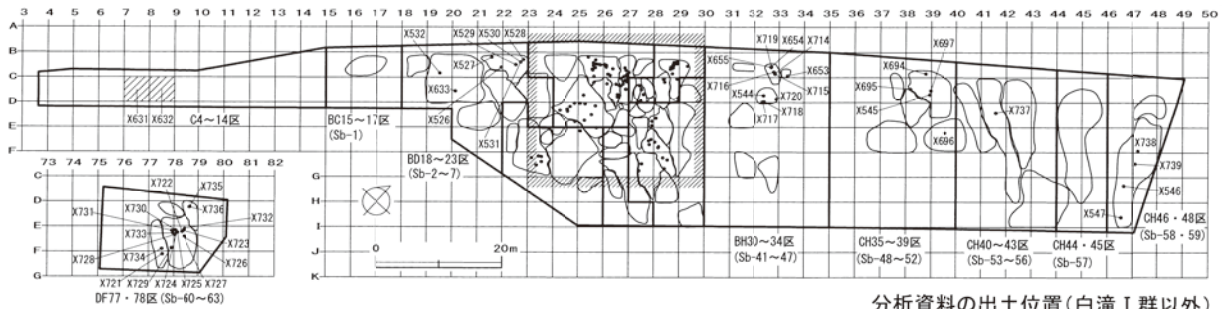 3 4 5 6 7 8 9 10 11 12 13 14 15 16 17 18 19 20 21 22 23 24 25 26 27 28 29 30 31 32 33 34 35 36 37 38 39 40 41 42 43 44 45 46 47 48 49 50
A
B
C
D
E
F
G
H
I
J
K
X532
X529
X530
X528
X527
X633
X526
X531
X631
X632
C4~14区
BC15~17区
(Sb-1)
BD18~23区
(Sb-2~7)
X719
X654
X714
X655
X653
X716
X715
X544
X720
X718
X717
BH30~34区
(Sb-41~47)
X697
X694
X695
X545
X696
CH35~39区
(Sb-48~52)
X737
CH40~43区
(Sb-53~56)
CH44・45区
(Sb-57)
X738
X739
X546
X547
CH46・48区
(Sb-58・59)
73 74 75 76 77 78 79 80 81 82
C
D
E
F
G
X722
X735
X730
X736
X731
X732
X733
X723
X728
X734
X726
X721
X729
X724
X725
X727
DF77・78区(Sb-60~63)
0 20m
分析資料の出土位置(白滝Ⅰ群以外)